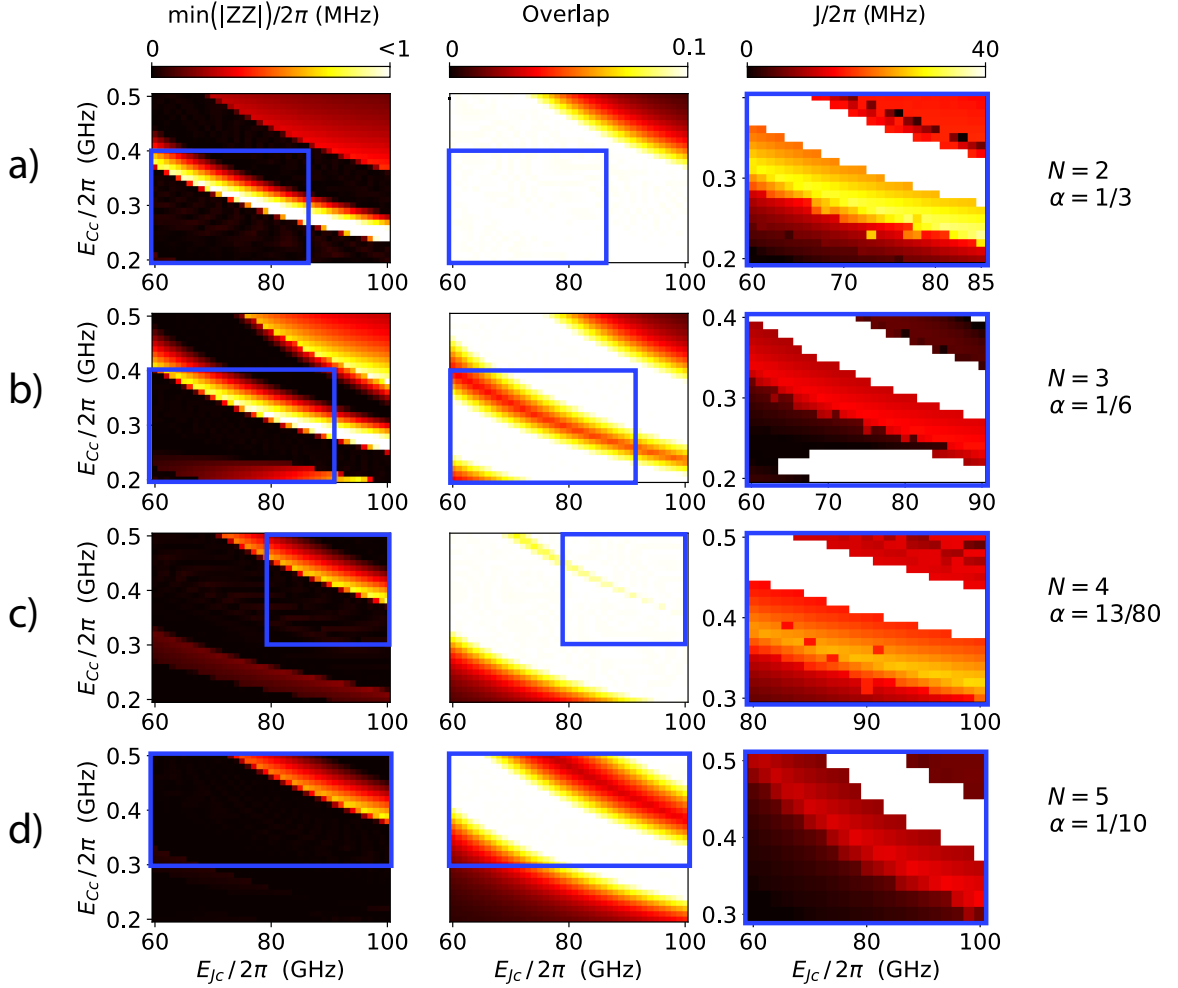 min(|ZZ|)/2π (MHz) Overlap J/2π (MHz)
0 <1 0 0.1 0 40
a)
E_Cc/2π (GHz)
0.5
0.4
0.3
0.2
60 80 100
60 80 100
0.3
0.2
60 70 80 85
N = 2
α = 1/3
b)
E_Cc/2π (GHz)
0.5
0.4
0.3
0.2
60 80 100
60 80 100
0.4
0.3
0.2
60 70 80 90
N = 3
α = 1/6
c)
E_Cc/2π (GHz)
0.5
0.4
0.3
0.2
60 80 100
60 80 100
0.5
0.4
0.3
80 90 100
N = 4
α = 13/80
d)
E_Cc/2π (GHz)
0.5
0.4
0.3
0.2
60 80 100
60 80 100
0.5
0.4
0.3
60 70 80 90 100
N = 5
α = 1/10
E_Jc/2π (GHz) E_Jc/2π (GHz) E_Jc/2π (GHz)